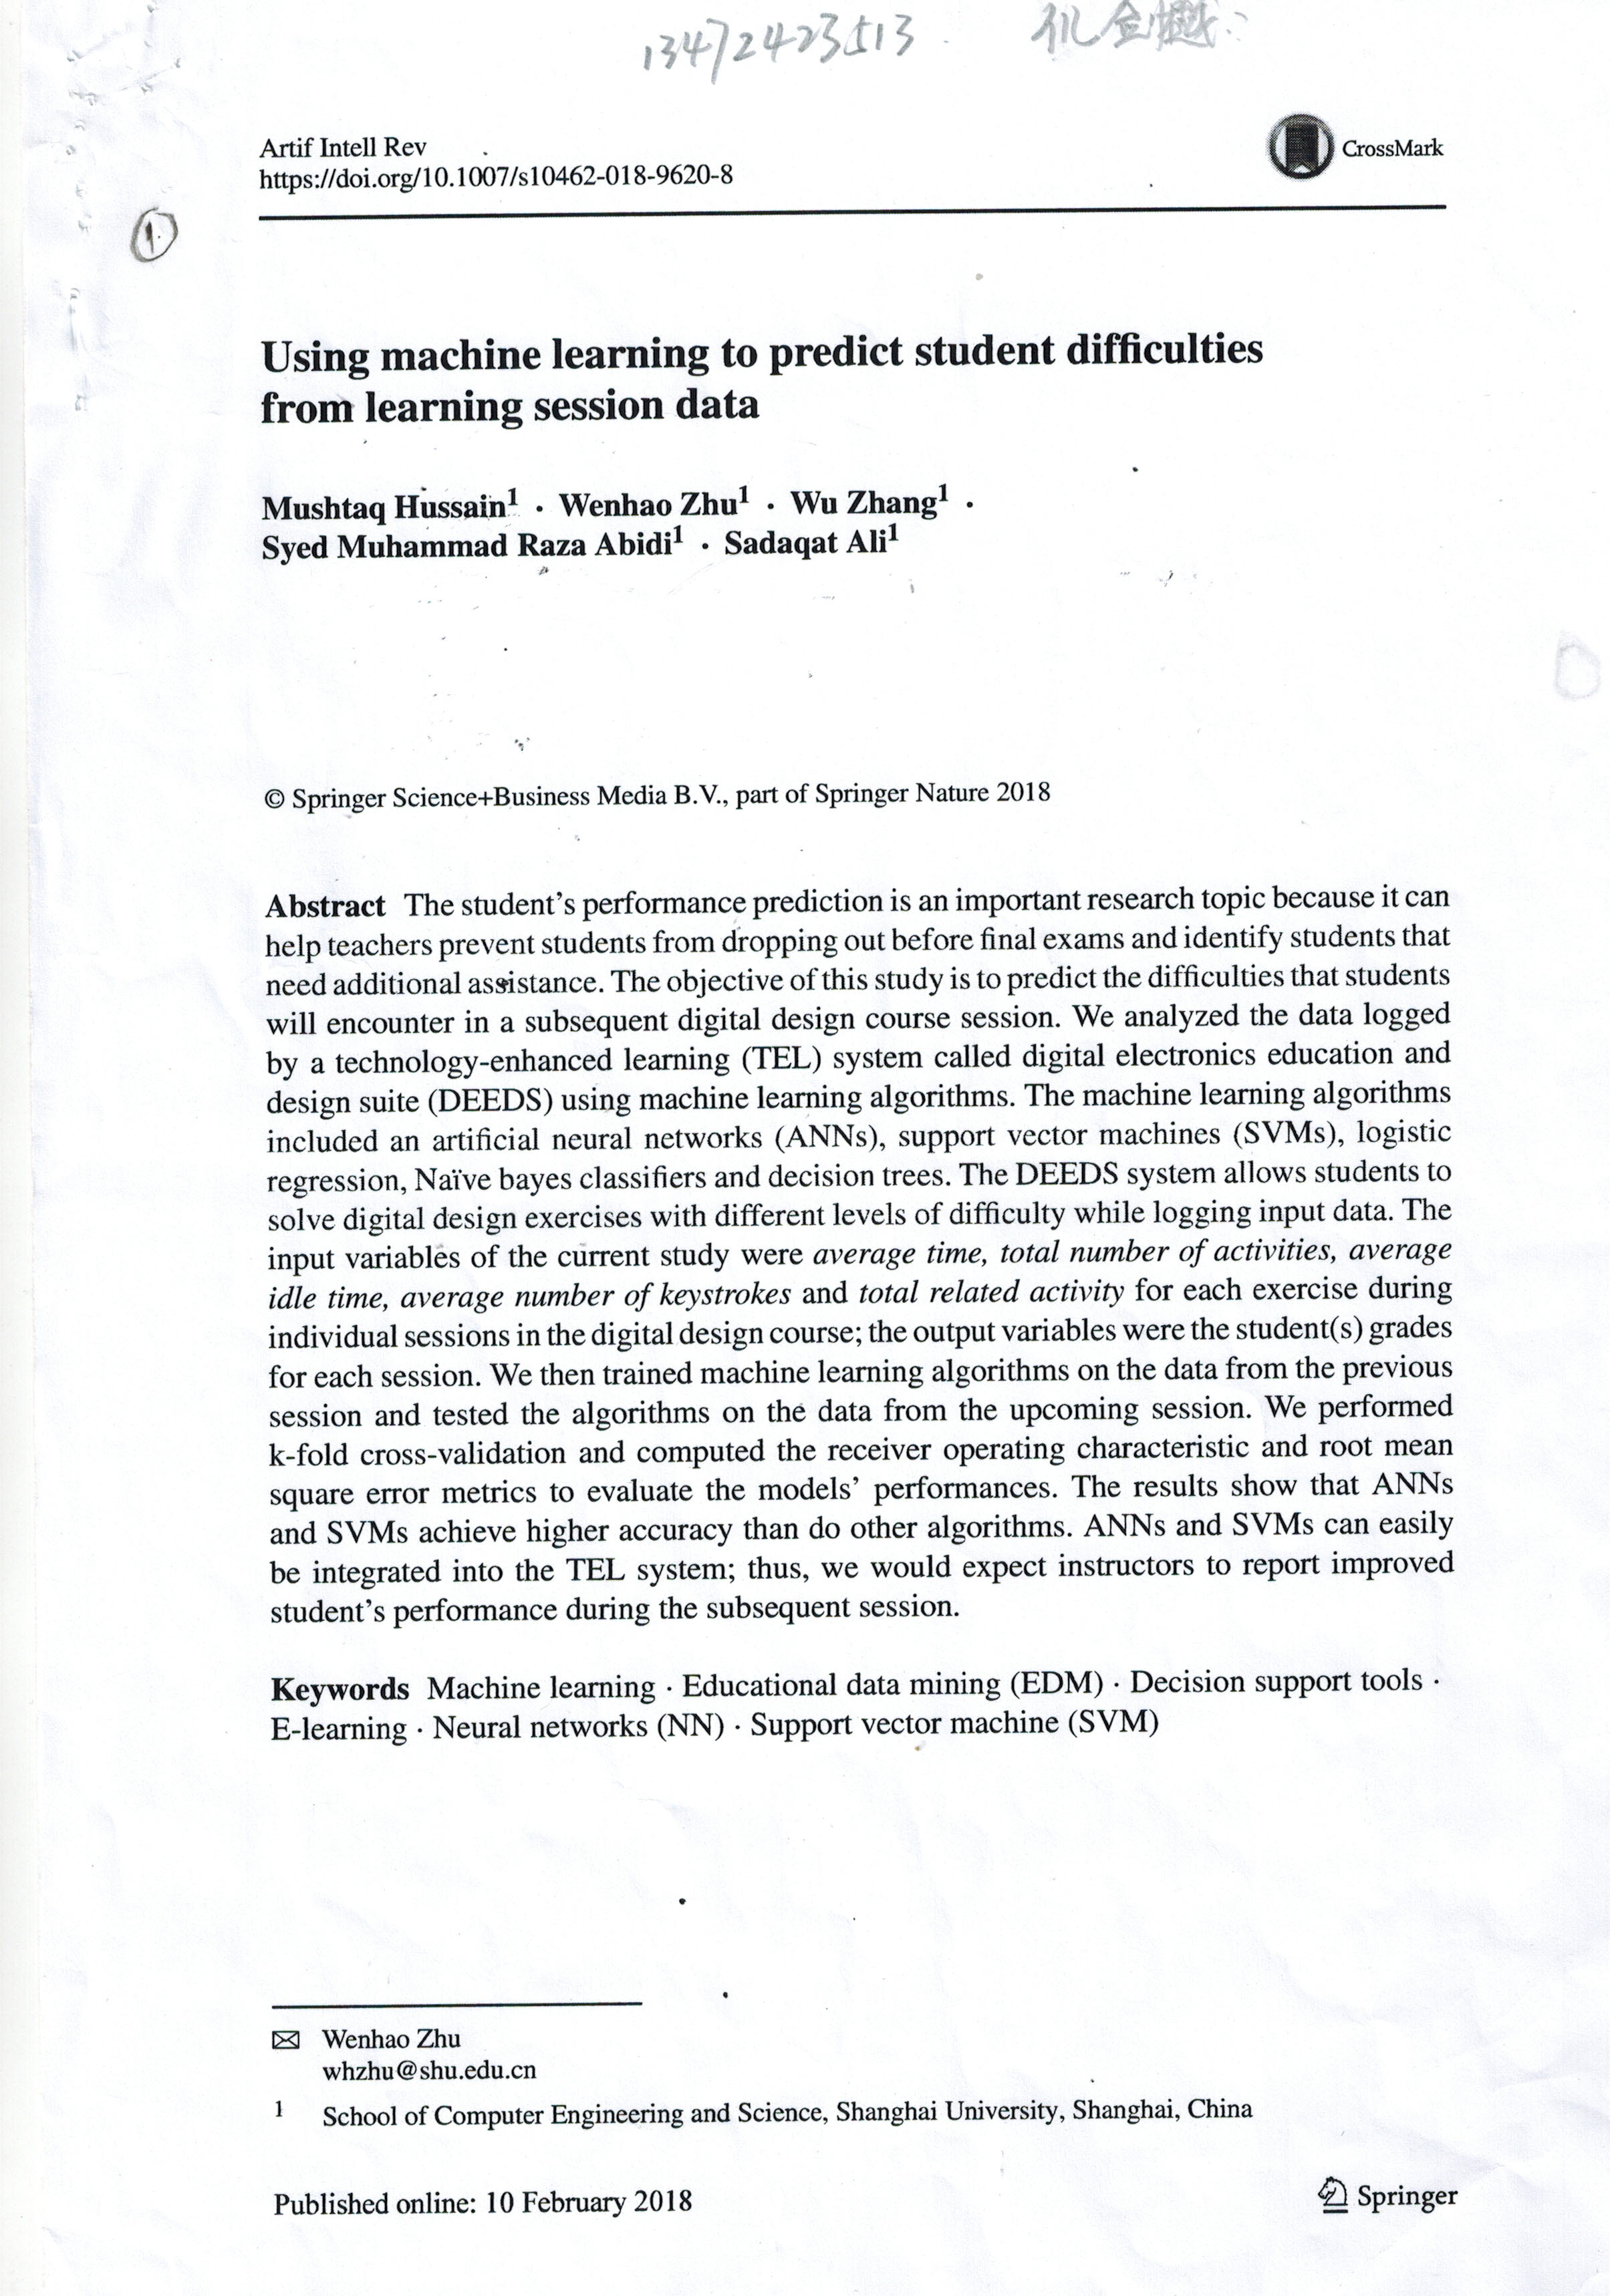 13472423513
Artif Intell Rev
https://doi.org/10.1007/s10462-018-9620-8
CrossMark
1.
Using machine learning to predict student difficulties
from learning session data
Mushtaq Hussain¹ · Wenhao Zhu¹ · Wu Zhang¹ ·
Syed Muhammad Raza Abidi¹ · Sadaqat Ali¹
© Springer Science+Business Media B.V., part of Springer Nature 2018
Abstract The student's performance prediction is an important research topic because it can
help teachers prevent students from dropping out before final exams and identify students that
need additional assistance. The objective of this study is to predict the difficulties that students
will encounter in a subsequent digital design course session. We analyzed the data logged
by a technology-enhanced learning (TEL) system called digital electronics education and
design suite (DEEDS) using machine learning algorithms. The machine learning algorithms
included an artificial neural networks (ANNs), support vector machines (SVMs), logistic
regression, Naïve bayes classifiers and decision trees. The DEEDS system allows students to
solve digital design exercises with different levels of difficulty while logging input data. The
input variables of the current study were average time, total number of activities, average
idle time, average number of keystrokes and total related activity for each exercise during
individual sessions in the digital design course; the output variables were the student(s) grades
for each session. We then trained machine learning algorithms on the data from the previous
session and tested the algorithms on the data from the upcoming session. We performed
k-fold cross-validation and computed the receiver operating characteristic and root mean
square error metrics to evaluate the models' performances. The results show that ANNs
and SVMs achieve higher accuracy than do other algorithms. ANNs and SVMs can easily
be integrated into the TEL system; thus, we would expect instructors to report improved
student's performance during the subsequent session.
Keywords Machine learning · Educational data mining (EDM) · Decision support tools ·
E-learning · Neural networks (NN) · Support vector machine (SVM)
Wenhao Zhu
whzhu@shu.edu.cn
1 School of Computer Engineering and Science, Shanghai University, Shanghai, China
Published online: 10 February 2018
Springer